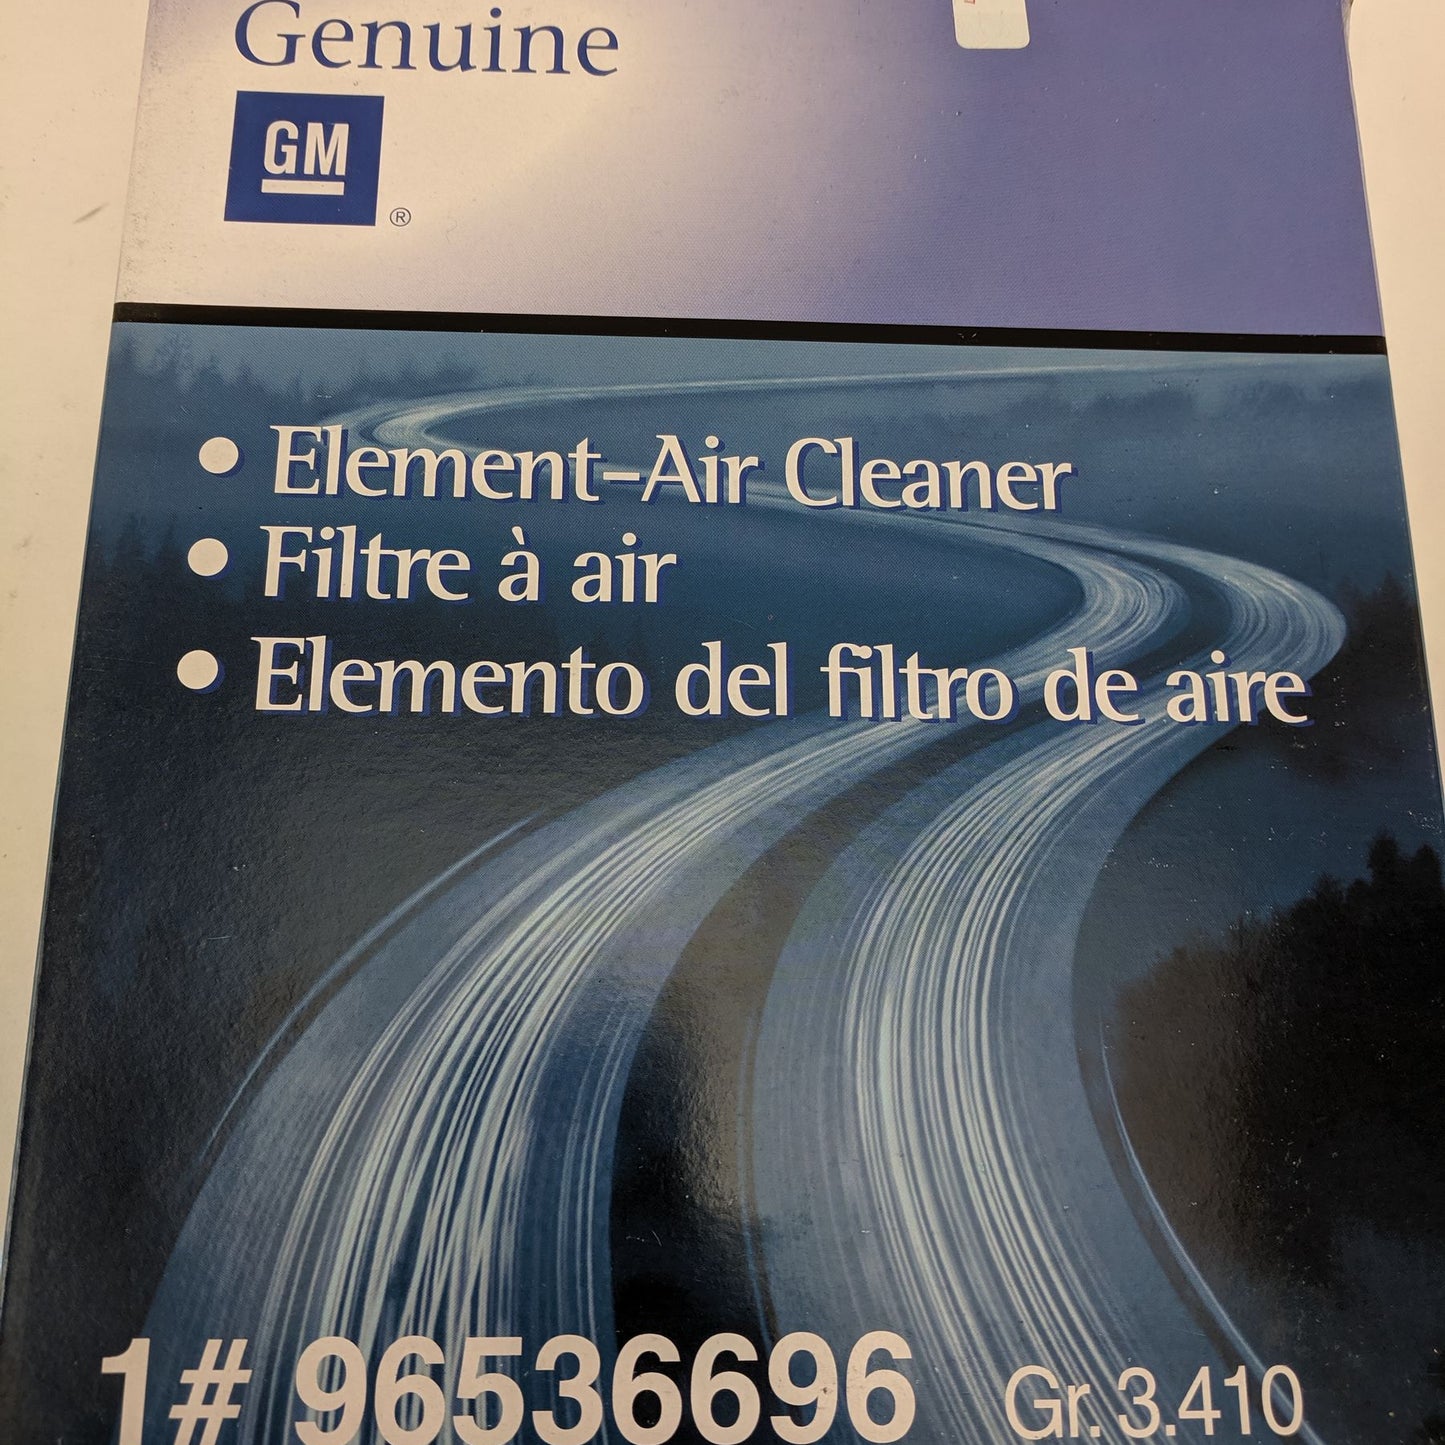 Genuine
GM
®
• Element-Air Cleaner
• Filtre à air
• Elemento del filtro de aire
1# 96536696 Gr. 3.410